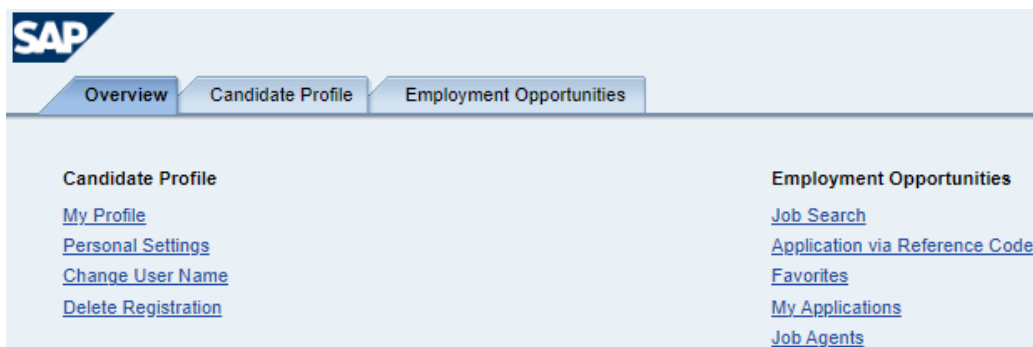 SAP
Overview Candidate Profile Employment Opportunities
Candidate Profile
My Profile
Personal Settings
Change User Name
Delete Registration
Employment Opportunities
Job Search
Application via Reference Code
Favorites
My Applications
Job Agents